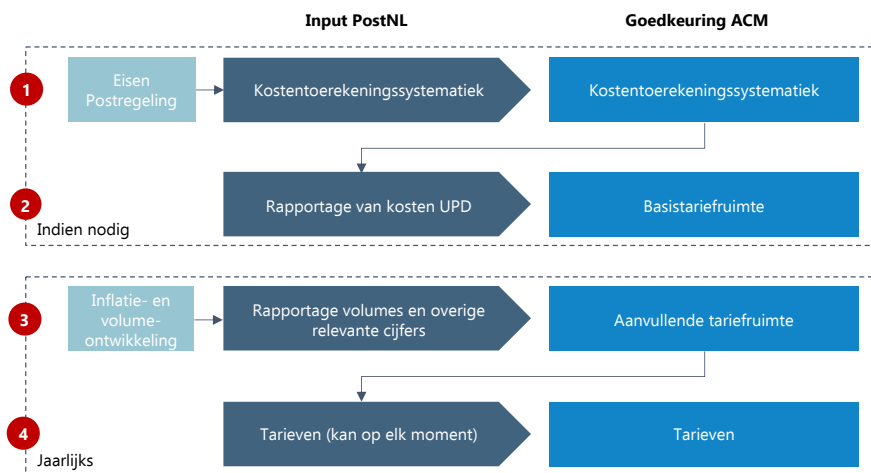 Input PostNL
Goedkeuring ACM
1
Eisen
Postregeling
Kostentoerekeningssystematiek
Kostentoerekeningssystematiek
2
Rapportage van kosten UPD
Basistariefruimte
Indien nodig
3
Inflatie- en
volume-
ontwikkeling
Rapportage volumes en overige
relevante cijfers
Aanvullende tariefruimte
4
Tarieven (kan op elk moment)
Tarieven
Jaarlijks